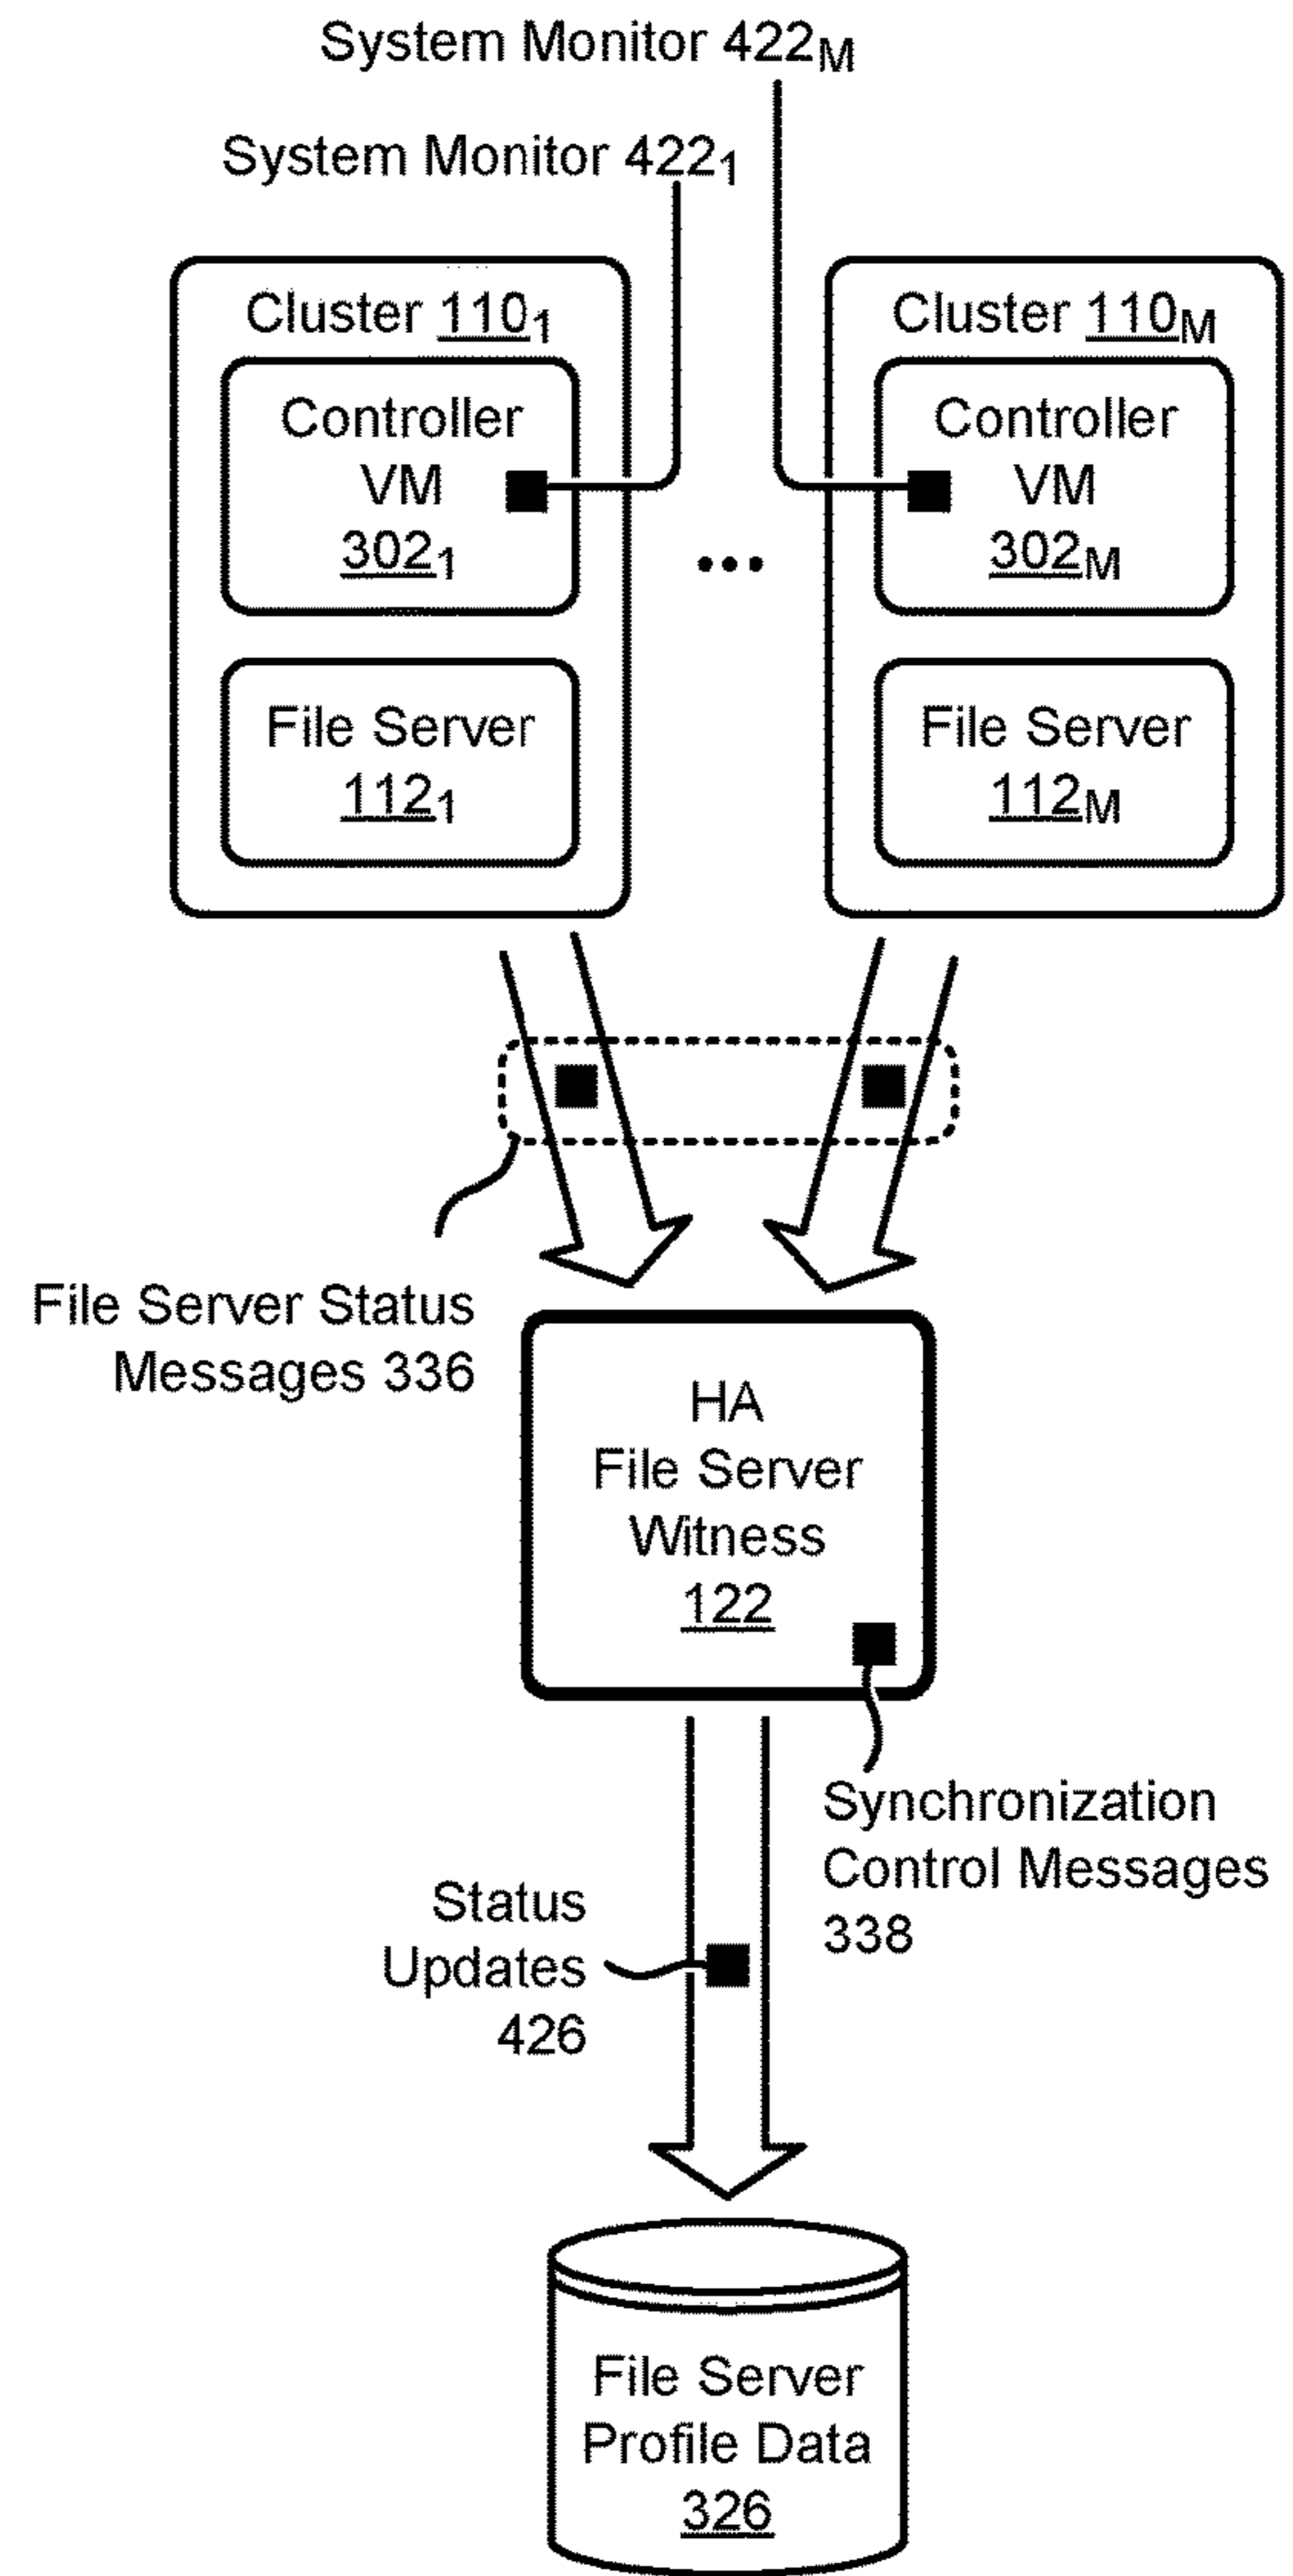 System Monitor 422M
System Monitor 4221
Cluster 1101
Controller
VM
3021
File Server
1121
...
Cluster 110M
Controller
VM
302M
File Server
112M
File Server Status
Messages 336
HA
File Server
Witness
122
Synchronization
Control Messages
338
Status
Updates
426
File Server
Profile Data
326